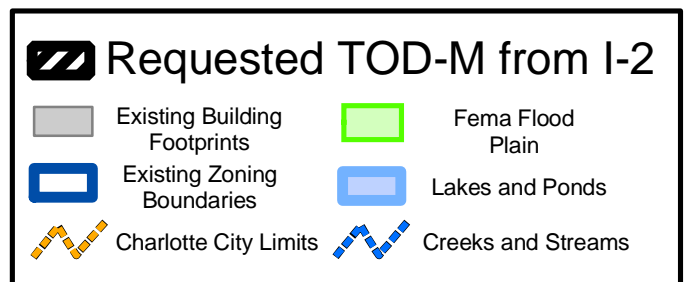 Requested TOD-M from I-2
Existing Building
Footprints
Fema Flood
Plain
Existing Zoning
Boundaries
Lakes and Ponds
Charlotte City Limits
Creeks and Streams